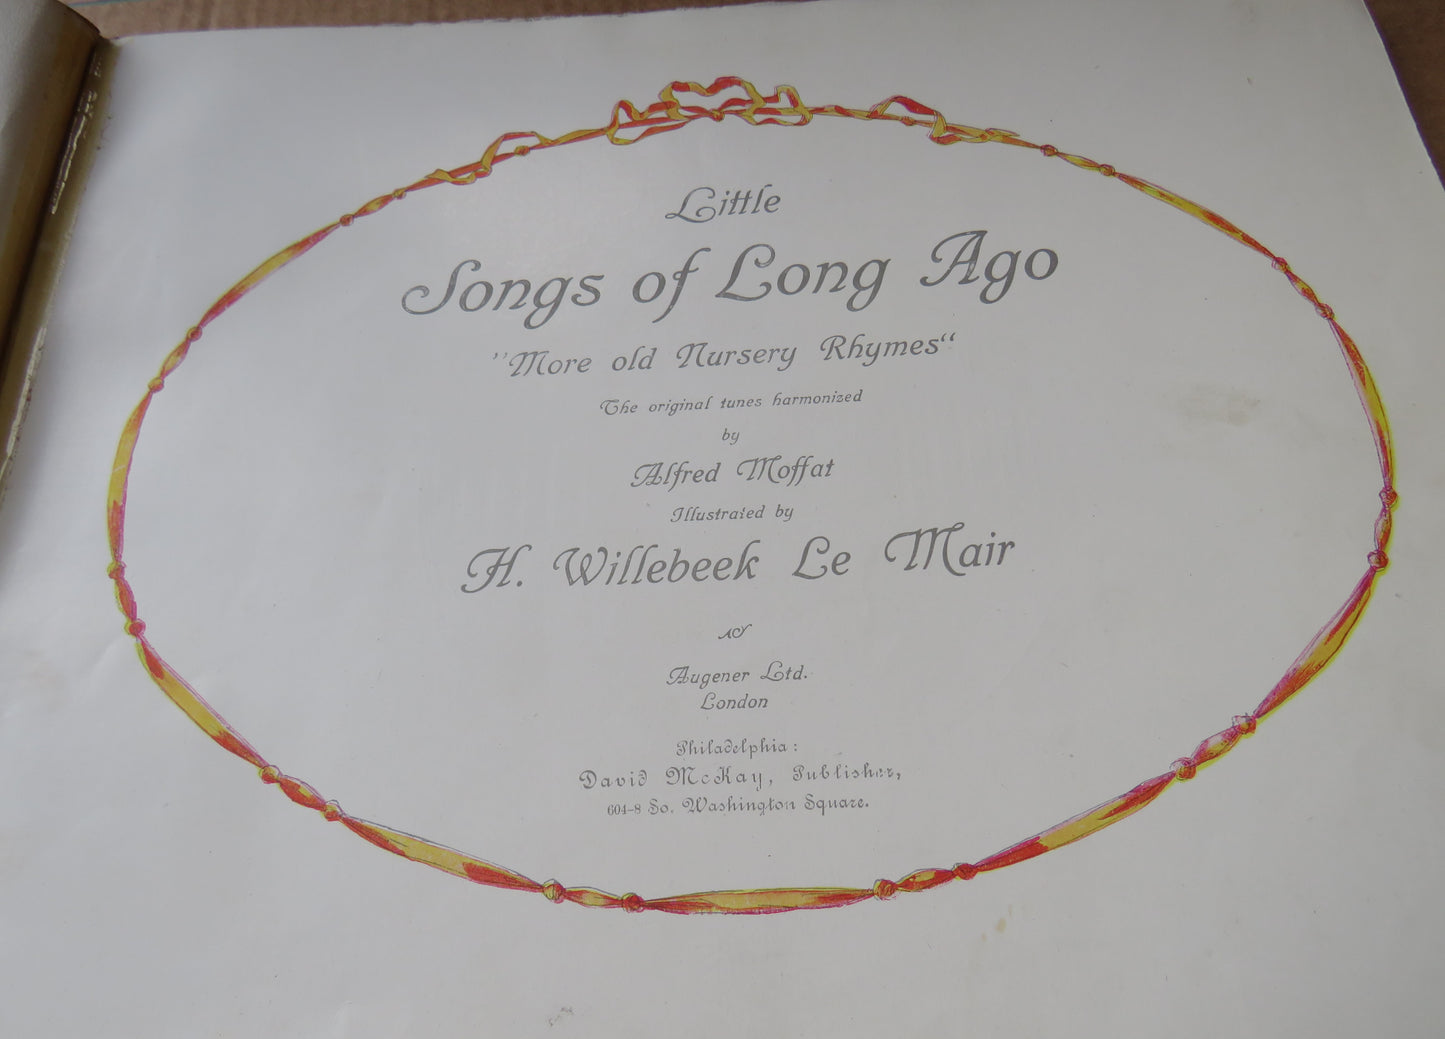 Little
Songs of Long Ago
"More old Nursery Rhymes"
The original tunes harmonized
by
Alfred Moffat
Illustrated by
H. Willebeek Le Mair
Augener Ltd.
London
Philadelphia:
David McKay, Publisher,
604-8 So. Washington Square.